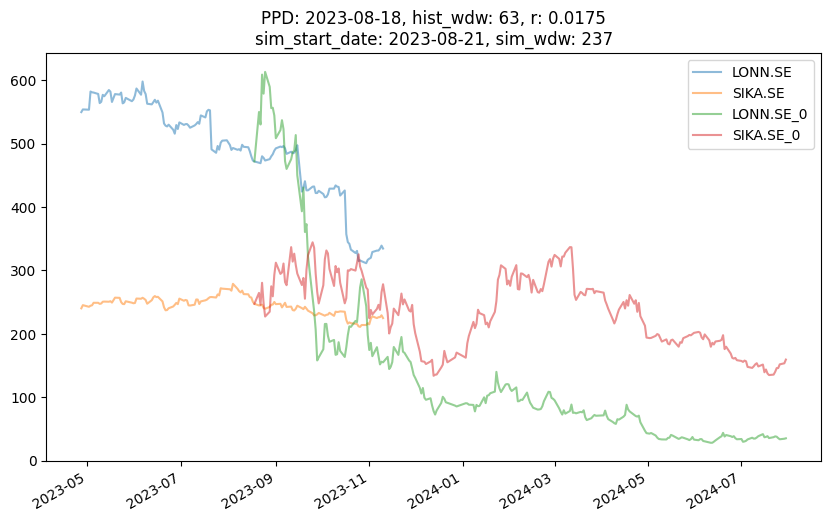 PPD: 2023-08-18, hist_wdw: 63, r: 0.0175
sim_start_date: 2023-08-21, sim_wdw: 237
LONN.SE
SIKA.SE
LONN.SE_0
SIKA.SE_0
600
500
400
300
200
100
0
2023-05
2023-07
2023-09
2023-11
2024-01
2024-03
2024-05
2024-07